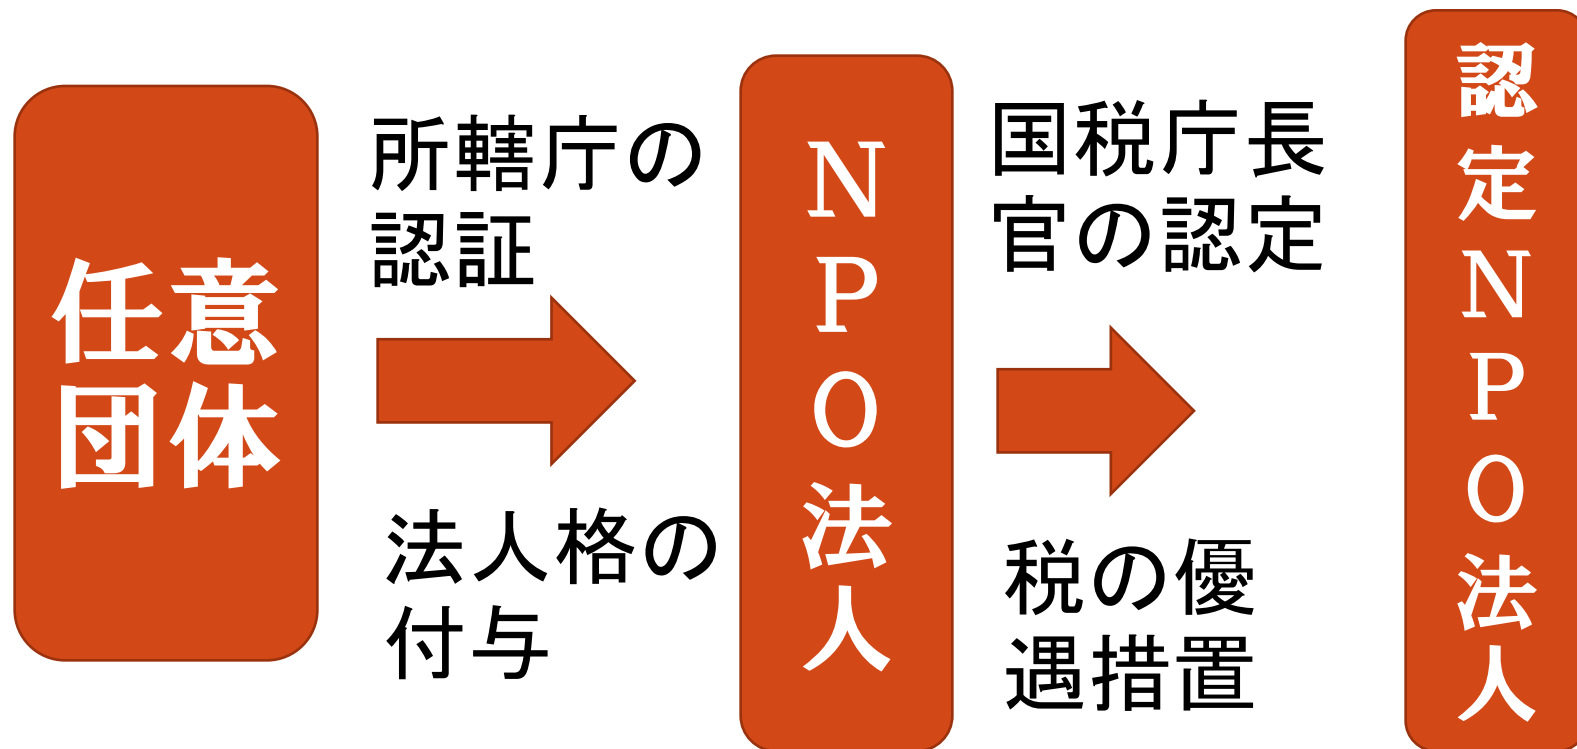 任意
団体
所轄庁の
認証
法人格の
付与
NPO法人
国税庁長
官の認定
税の優
遇措置
認定NPO法人